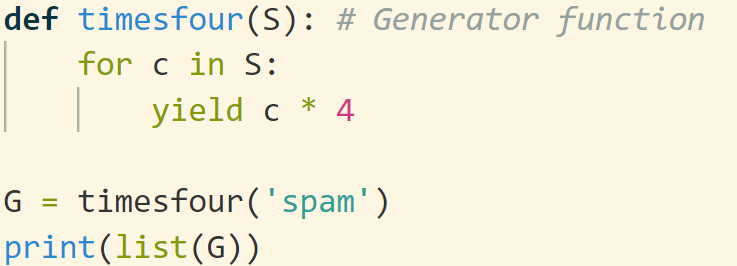 def timesfour(S): # Generator function
    for c in S:
        yield c * 4

G = timesfour('spam')
print(list(G))